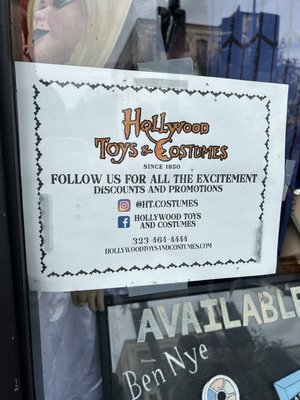 Hollywood
Toys & Costumes
SINCE 1950
FOLLOW US FOR ALL THE EXCITEMENT
DISCOUNTS AND PROMOTIONS
@HT.COSTUMES
HOLLYWOOD TOYS
AND COSTUMES
323-464-4444
HOLLYWOODTOYSANDCOSTUMES.COM
AVAILABLE
Ben Nye